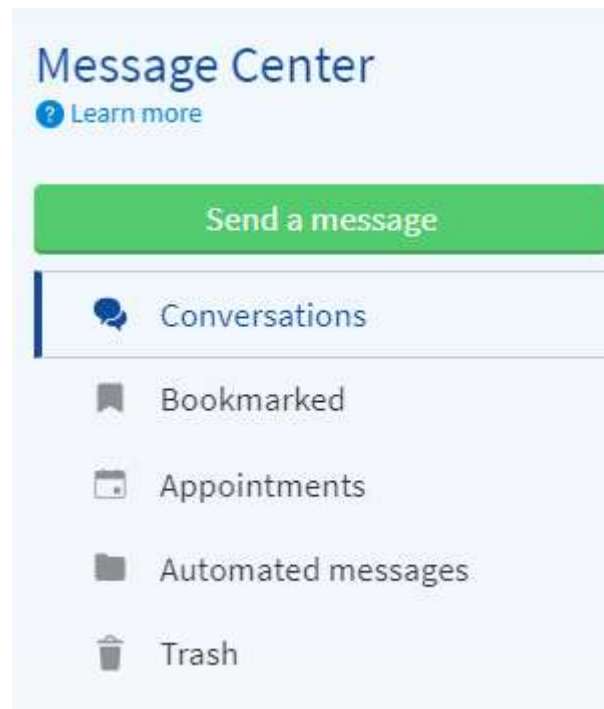 Message Center
? Learn more
Send a message
Conversations
Bookmarked
Appointments
Automated messages
Trash